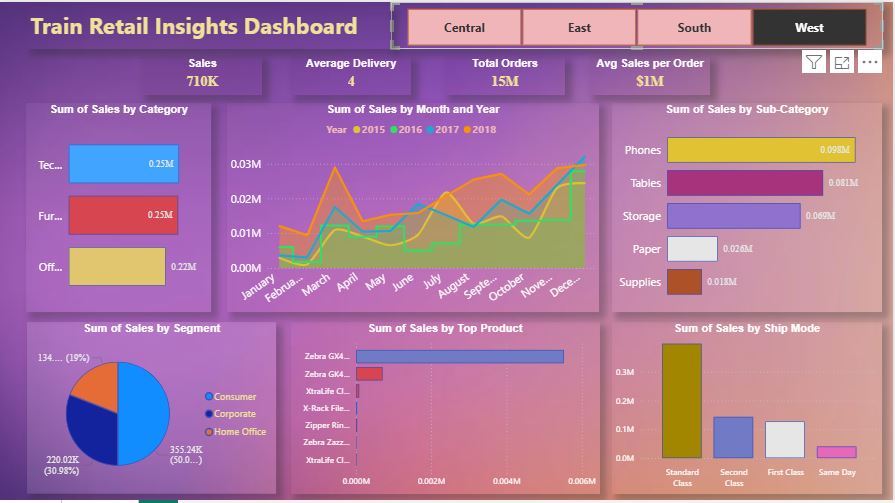 Train Retail Insights Dashboard
Central East South West
Sales Average Delivery Total Orders Avg Sales per Order
710K 4 15M $1M
Sum of Sales by Category
Tec... 0.25M
Fur... 0.25M
Off... 0.22M
Sum of Sales by Month and Year
Year 2015 2016 2017 2018
0.03M
0.02M
0.01M
0.00M
January Februa... March April May June July August Septe... October Nove... Dece...
Sum of Sales by Sub-Category
Phones 0.098M
Tables 0.081M
Storage 0.069M
Paper 0.026M
Supplies 0.018M
Sum of Sales by Segment
134.... (19%)
220.02K
(30.98%)
355.24K
(50.0...)
Consumer
Corporate
Home Office
Sum of Sales by Top Product
Zebra GX4...
Zebra GK4...
XtraLife Cl...
X-Rack File...
Zipper Rin...
Zebra Zazz...
XtraLife Cl...
0.000M 0.002M 0.004M 0.006M
Sum of Sales by Ship Mode
0.3M
0.2M
0.1M
0.0M
Standard Class
Second Class
First Class
Same Day